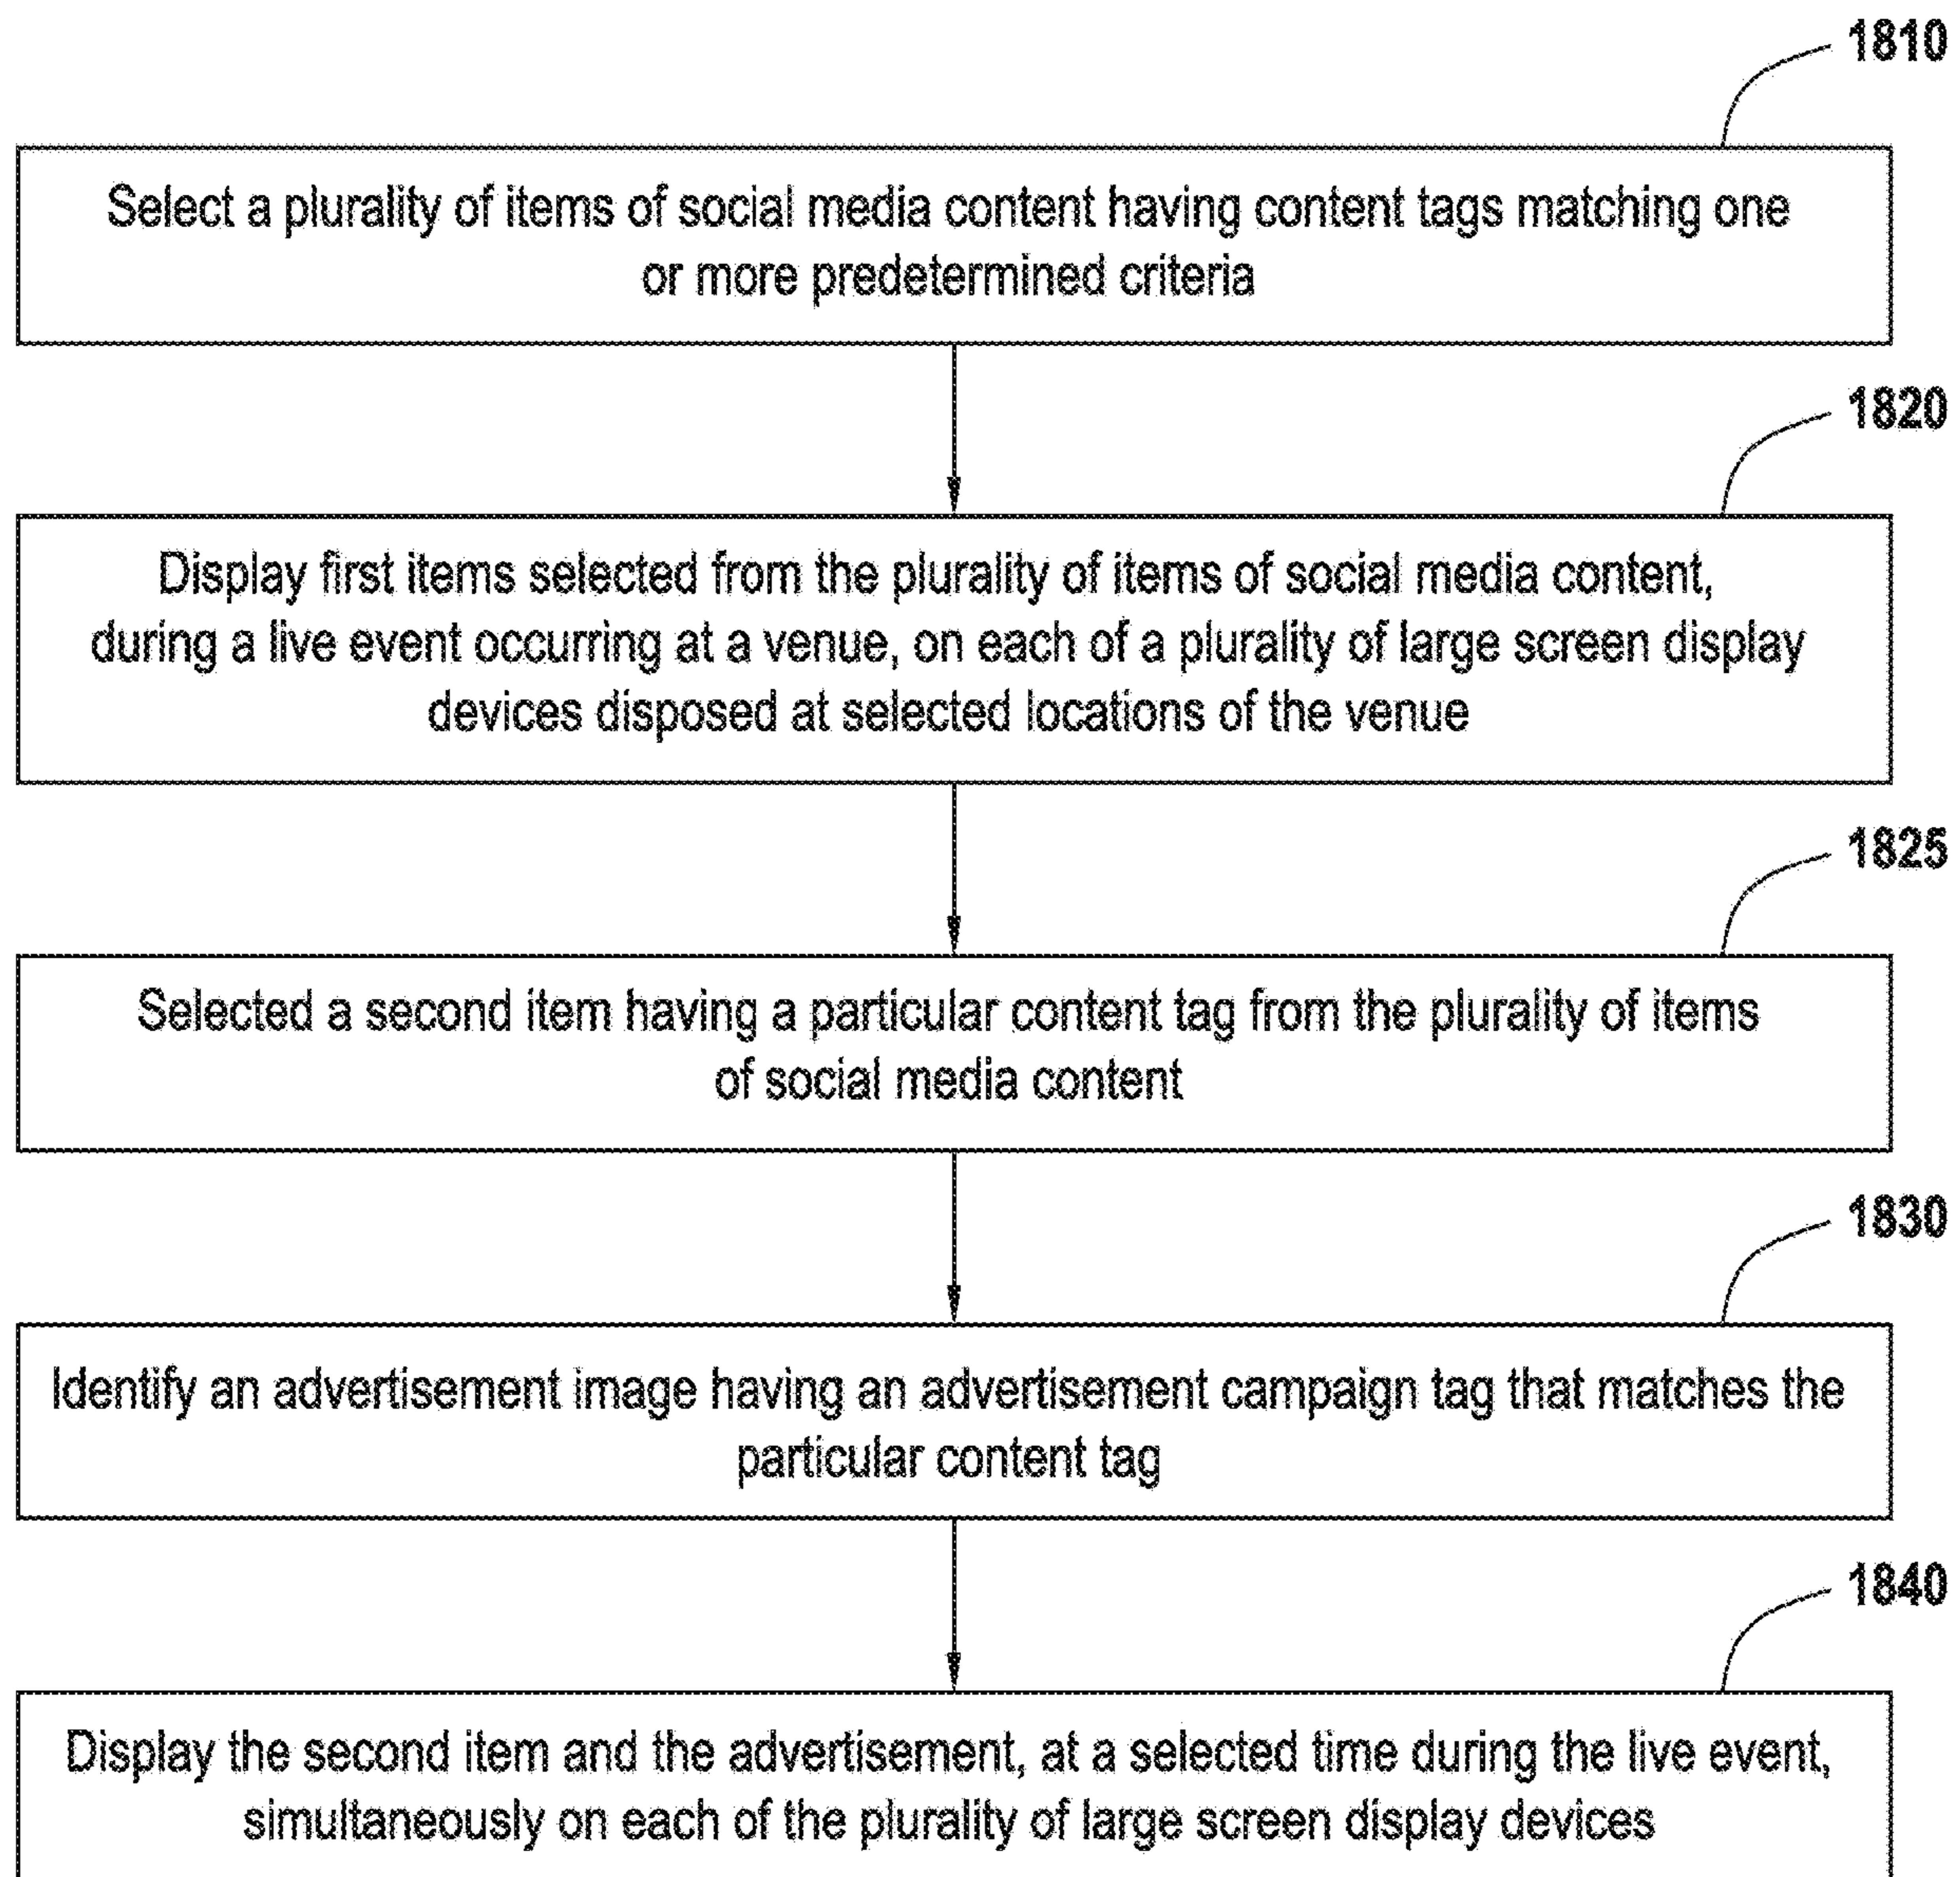 1810
Select a plurality of items of social media content having content tags matching one
or more predetermined criteria
1820
Display first items selected from the plurality of items of social media content,
during a live event occurring at a venue, on each of a plurality of large screen display
devices disposed at selected locations of the venue
1825
Selected a second item having a particular content tag from the plurality of items
of social media content
1830
Identify an advertisement image having an advertisement campaign tag that matches the
particular content tag
1840
Display the second item and the advertisement, at a selected time during the live event,
simultaneously on each of the plurality of large screen display devices